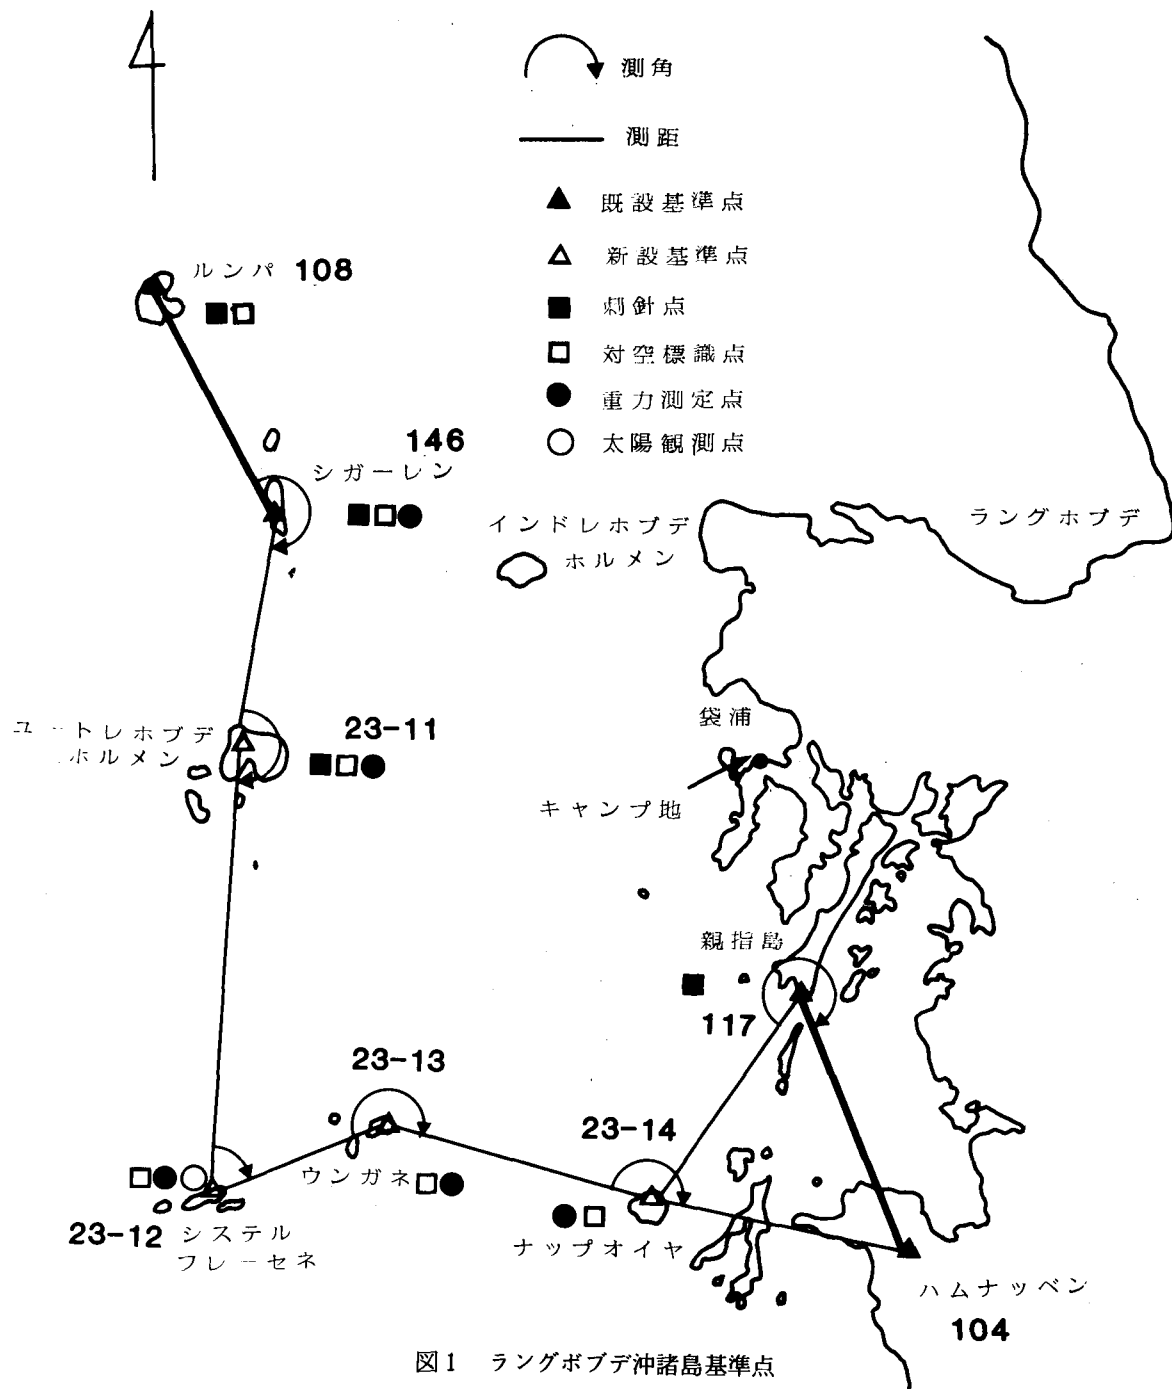 測角
測距
既設基準点
新設基準点
刺針点
対空標識点
重力測定点
太陽観測点
ルンパ 108
146
シガーレン
インドレホブデ
ホルメン
ラングホブデ
ユートレホブデ
ホルメン
23-11
袋浦
キャンプ地
親指島
117
23-13
23-14
ウンガネ
23-12 システル
フレーセネ
ナップオイヤ
ハムナッベン
104
図1 ラングボブデ沖諸島基準点